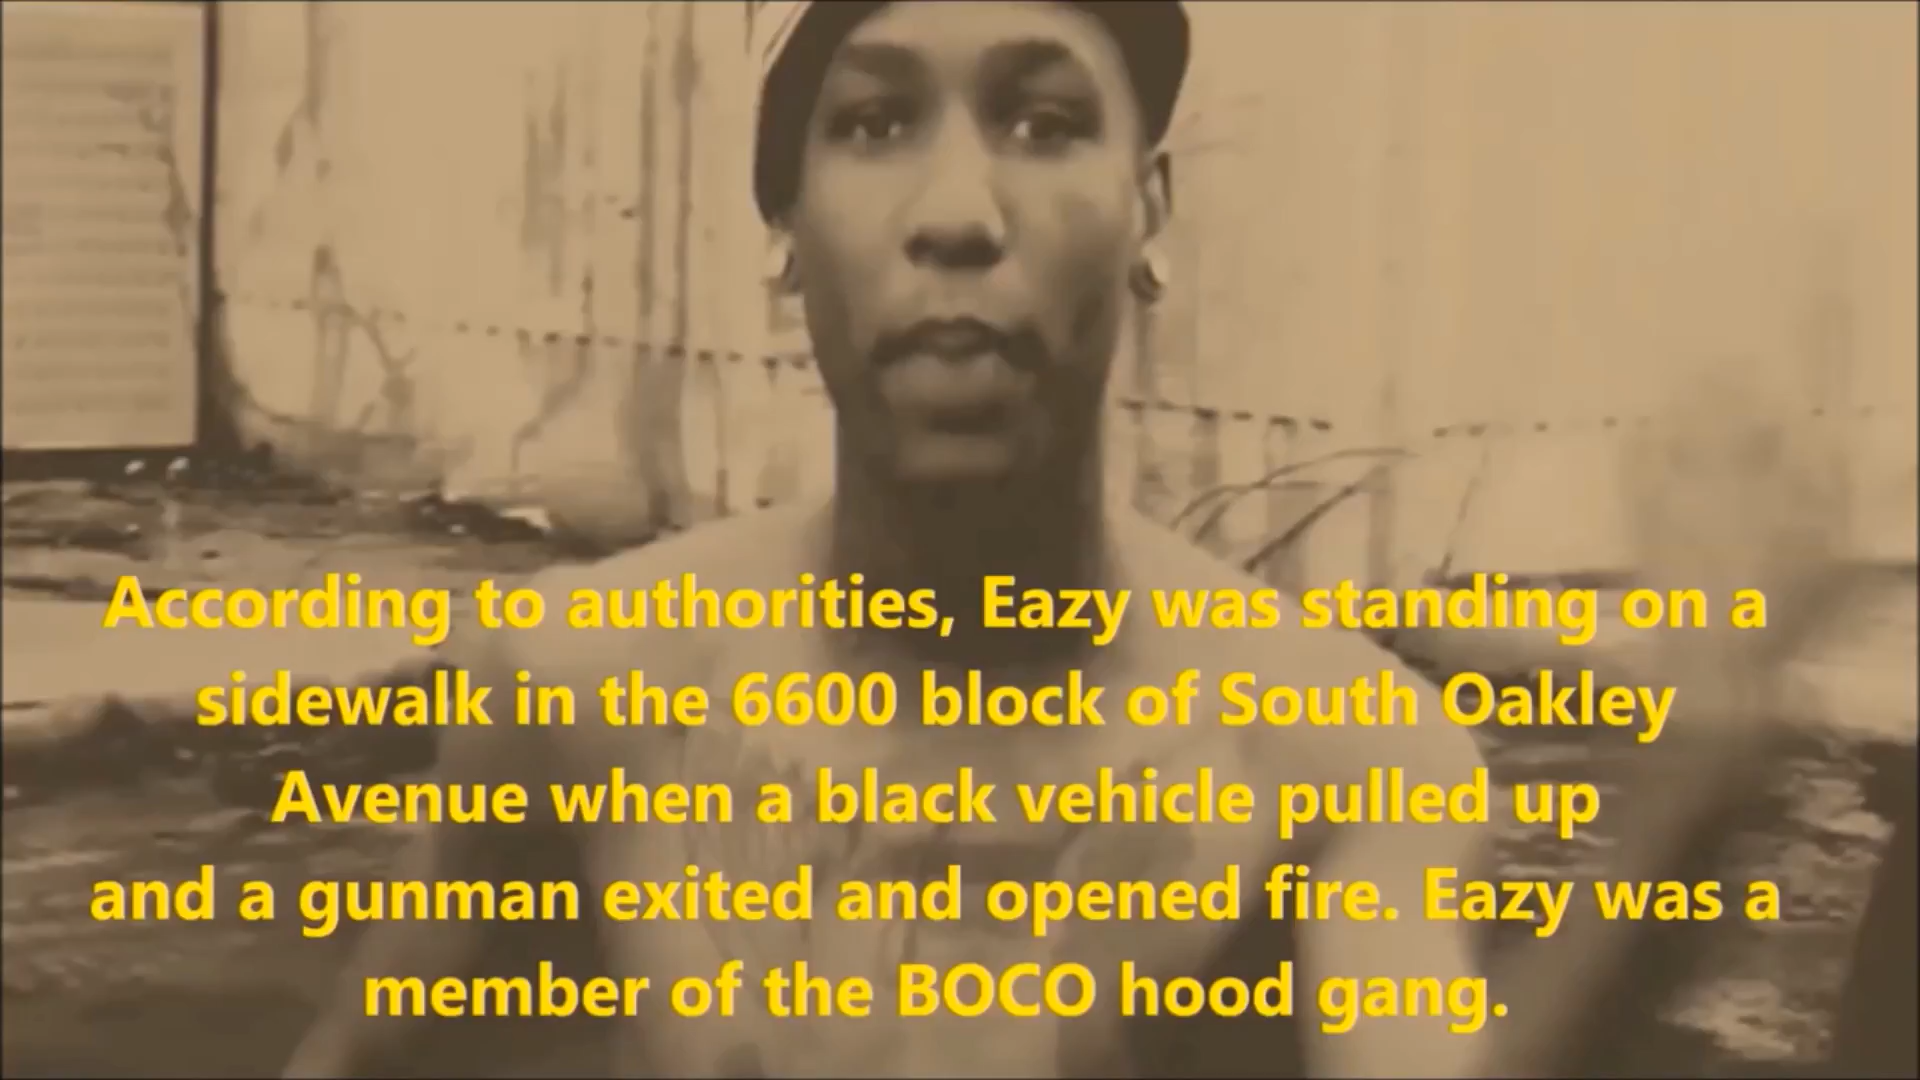 According to authorities, Eazy was standing on a
sidewalk in the 6600 block of South Oakley
Avenue when a black vehicle pulled up
and a gunman exited and opened fire. Eazy was a
member of the BOCO hood gang.